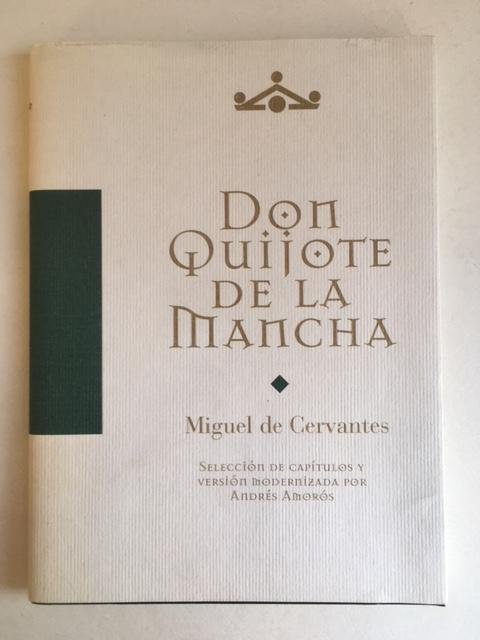 Don
Quijote
de la
Mancha
Miguel de Cervantes
Selección de capítulos y
versión modernizada por
Andrés Amorós